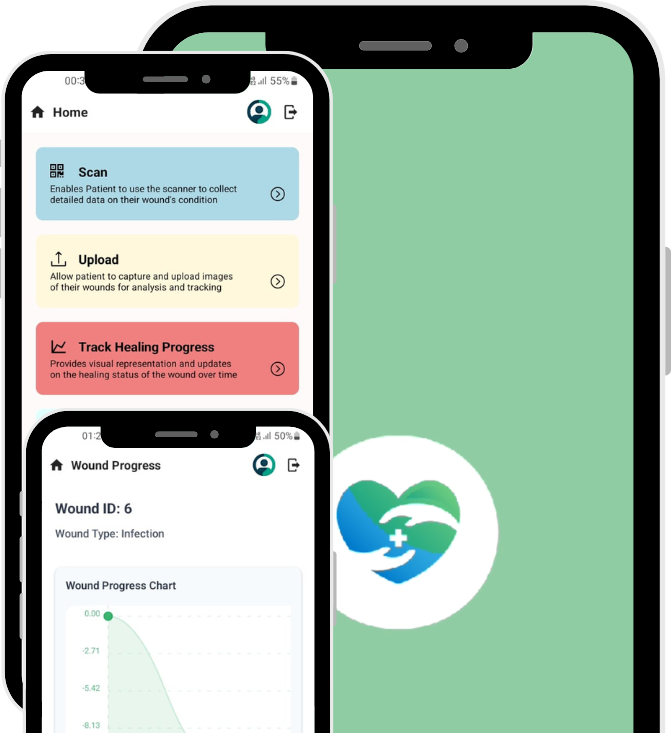 00:3
55%
Home
Scan
Enables Patient to use the scanner to collect
detailed data on their wound's condition
Upload
Allow patient to capture and upload images
of their wounds for analysis and tracking
Track Healing Progress
Provides visual representation and updates
on the healing status of the wound over time
01:2
50%
Wound Progress
Wound ID: 6
Wound Type: Infection
Wound Progress Chart
0.00
-2.71
-5.42
-8.13